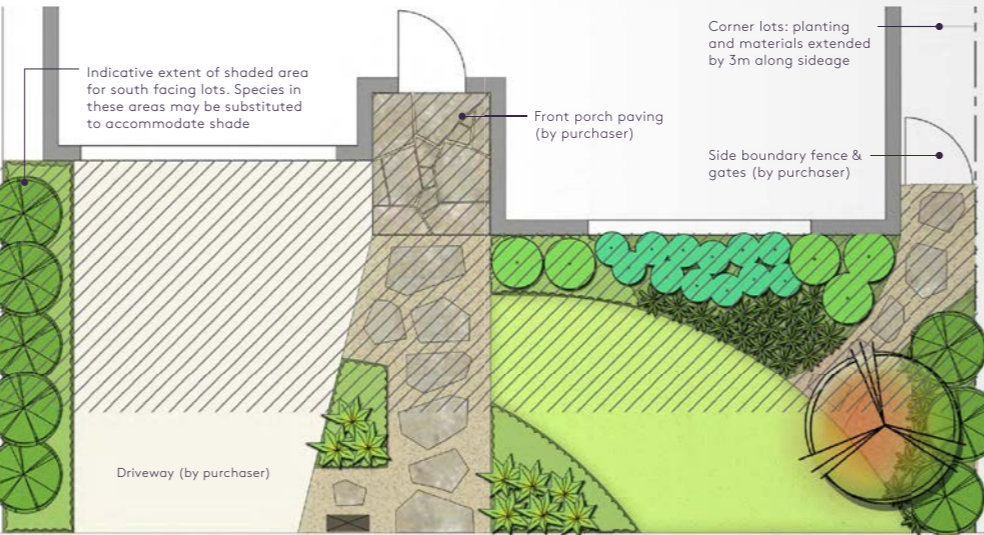 Indicative extent of shaded area
for south facing lots. Species in
these areas may be substituted
to accommodate shade
Front porch paving
(by purchaser)
Corner lots: planting
and materials extended
by 3m along sideage
Side boundary fence &
gates (by purchaser)
Driveway (by purchaser)